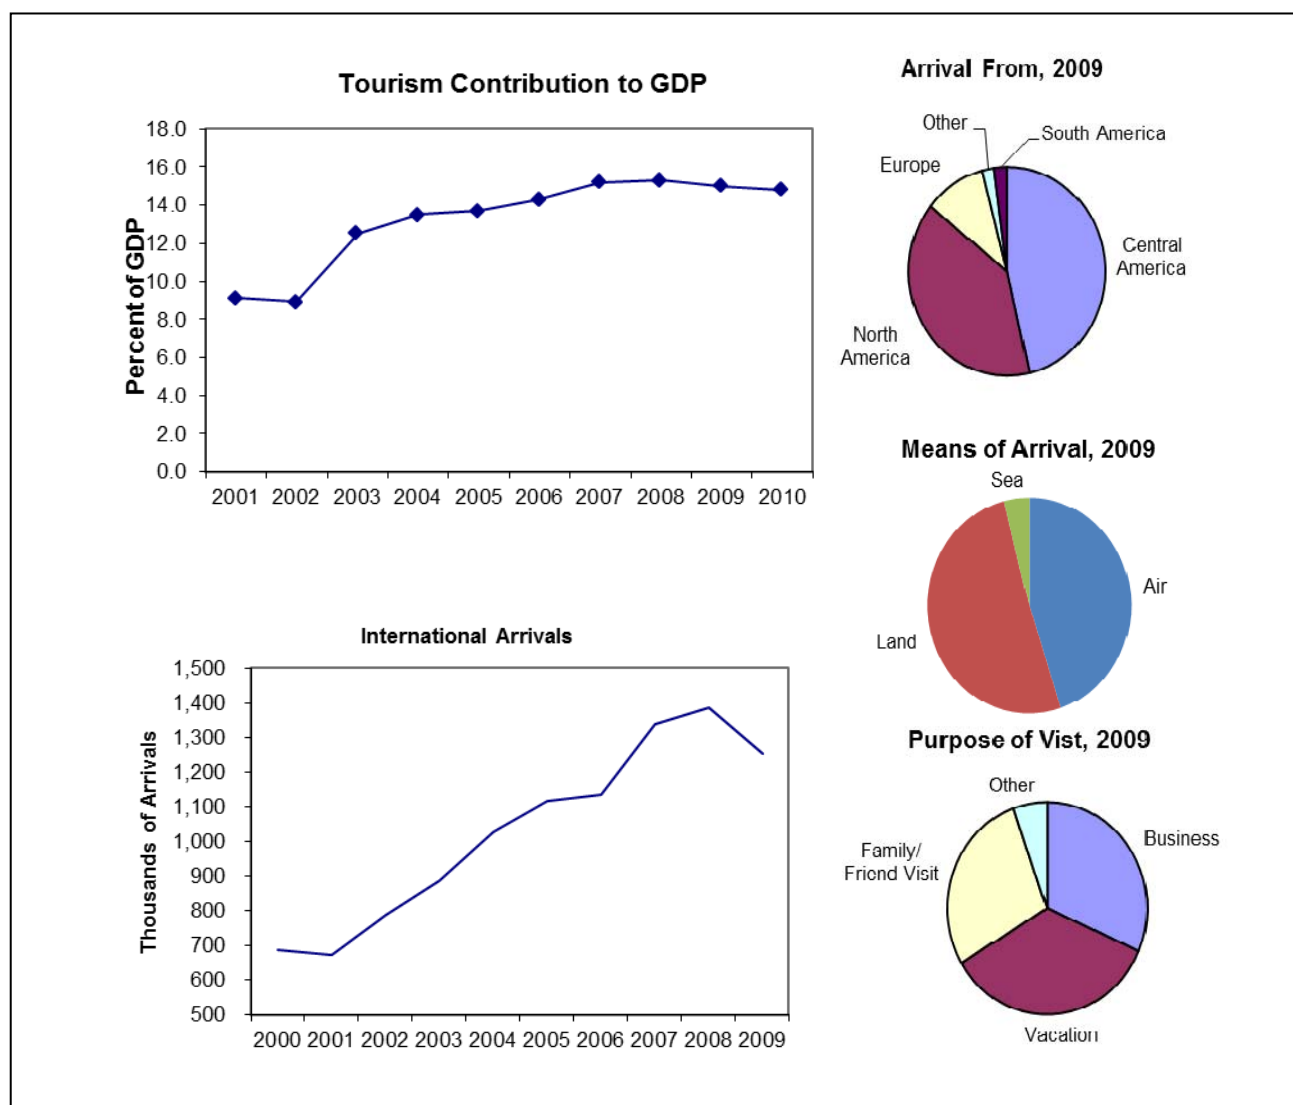 Tourism Contribution to GDP
Percent of GDP
18.0
16.0
14.0
12.0
10.0
8.0
6.0
4.0
2.0
0.0
2001 2002 2003 2004 2005 2006 2007 2008 2009 2010
International Arrivals
Thousands of Arrivals
1,500
1,400
1,300
1,200
1,100
1,000
900
800
700
600
500
2000 2001 2002 2003 2004 2005 2006 2007 2008 2009
Arrival From, 2009
Other
South America
Europe
Central
America
North
America
Means of Arrival, 2009
Sea
Air
Land
Purpose of Vist, 2009
Other
Business
Family/
Friend Visit
Vacation